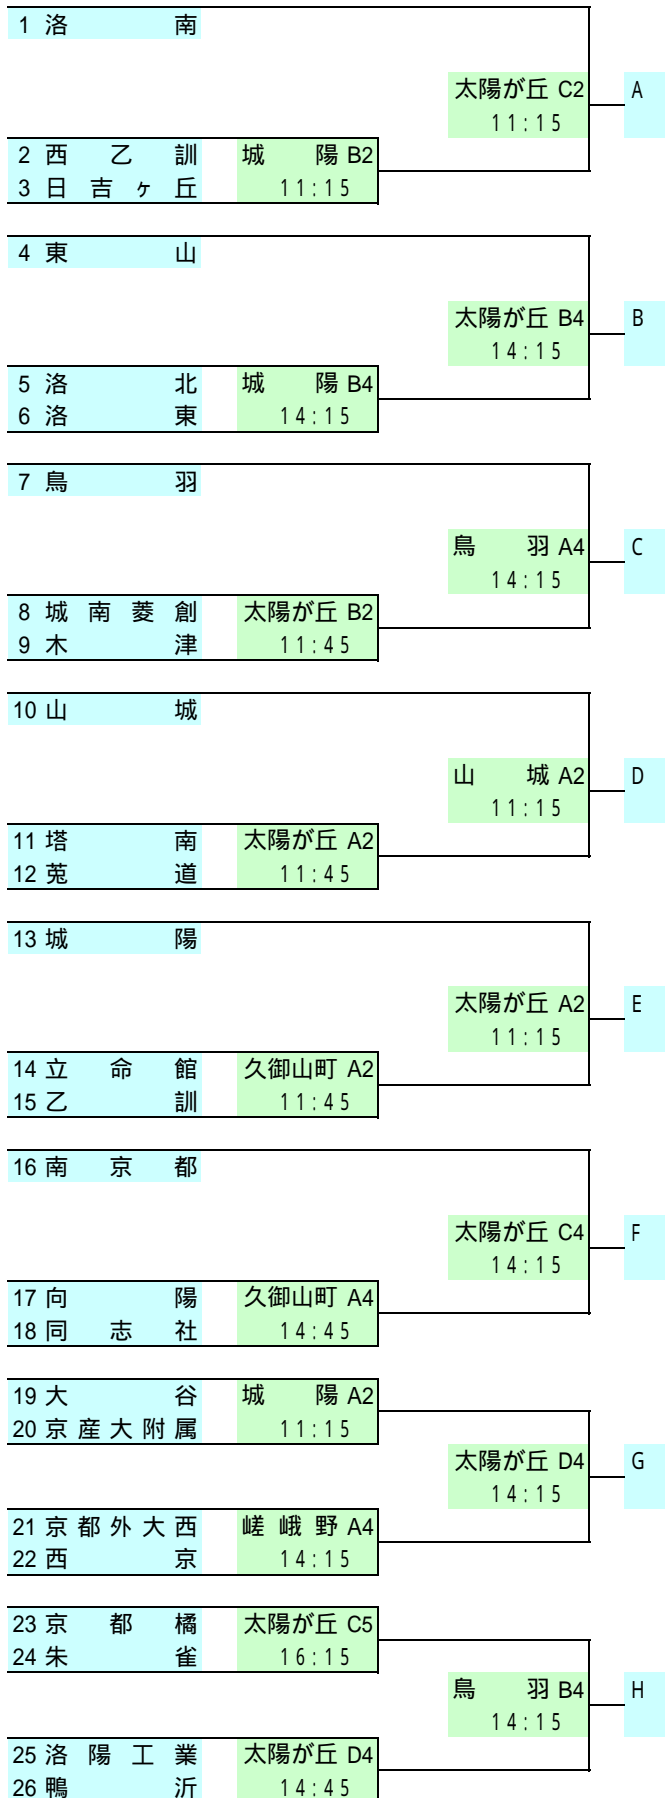 1 洛南
太陽が丘 C2 A
11:15
2 西乙訓 城陽 B2
3 日吉ヶ丘 11:15
4 東山
太陽が丘 B4 B
14:15
5 洛北 城陽 B4
6 洛東 14:15
7 鳥羽
鳥羽 A4 C
14:15
8 城南菱創 太陽が丘 B2
9 木津 11:45
10 山城
山城 A2 D
11:15
11 塔南 太陽が丘 A2
12 莵道 11:45
13 城陽
太陽が丘 A2 E
11:15
14 立命館 久御山町 A2
15 乙訓 11:45
16 南京都
太陽が丘 C4 F
14:15
17 向陽 久御山町 A4
18 同志社 14:45
19 大谷 城陽 A2
20 京産大附属 11:15
太陽が丘 D4 G
14:15
21 京都外大西 嵯峨野 A4
22 西京 14:15
23 京都橘 太陽が丘 C5
24 朱雀 16:15
鳥羽 B4 H
14:15
25 洛陽工業 太陽が丘 D4
26 鴨沂 14:45